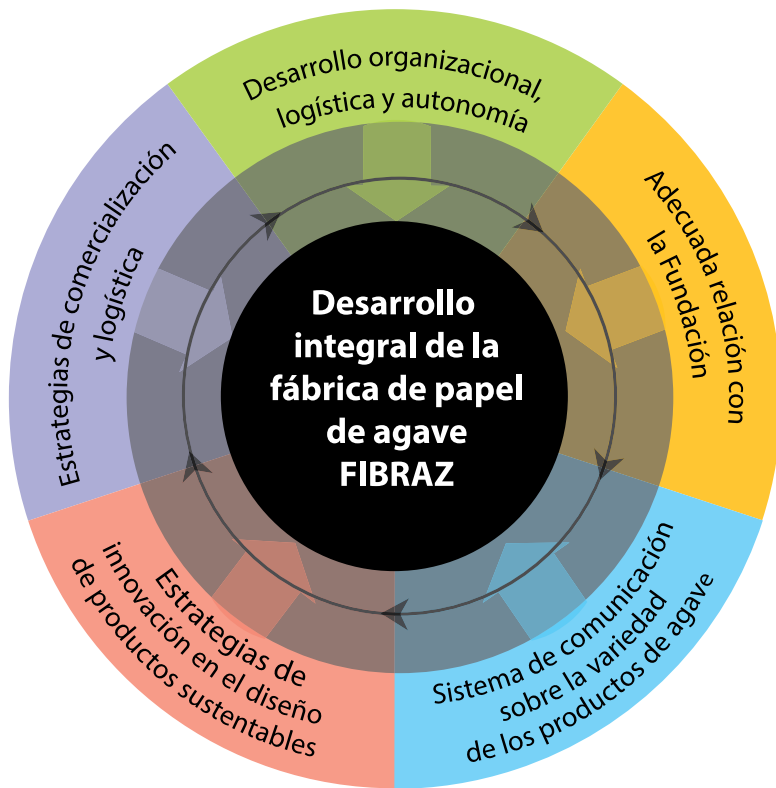 Desarrollo organizacional,
logística y autonomía
Adecuada relación con
la Fundación
Sistema de comunicación
sobre la variedad
de los productos de agave
Estrategias de
innovación en el diseño
de productos sustentables
Estrategias de comercialización
y logística
Desarrollo
integral de la
fábrica de papel
de agave
FIBRAZ